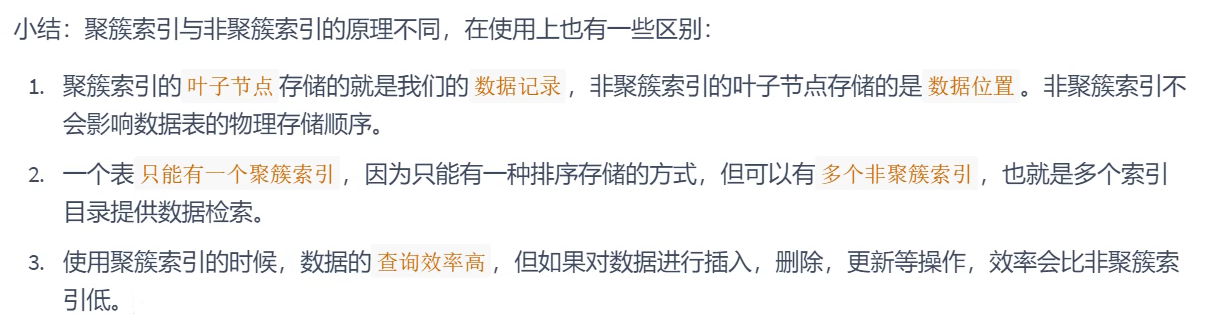 小结：聚簇索引与非聚簇索引的原理不同，在使用上也有一些区别：
1. 聚簇索引的 叶子节点 存储的就是我们的 数据记录 ，非聚簇索引的叶子节点存储的是 数据位置 。非聚簇索引不
会影响数据表的物理存储顺序。
2. 一个表 只能有一个聚簇索引 ，因为只能有一种排序存储的方式，但可以有 多个非聚簇索引 ，也就是多个索引
目录提供数据检索。
3. 使用聚簇索引的时候，数据的 查询效率高 ，但如果对数据进行插入，删除，更新等操作，效率会比非聚簇索
引低。